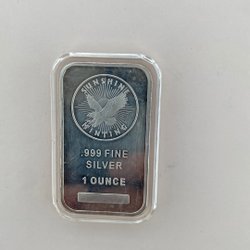 SUNSHINE
MINTING
.999 FINE
SILVER
1 OUNCE